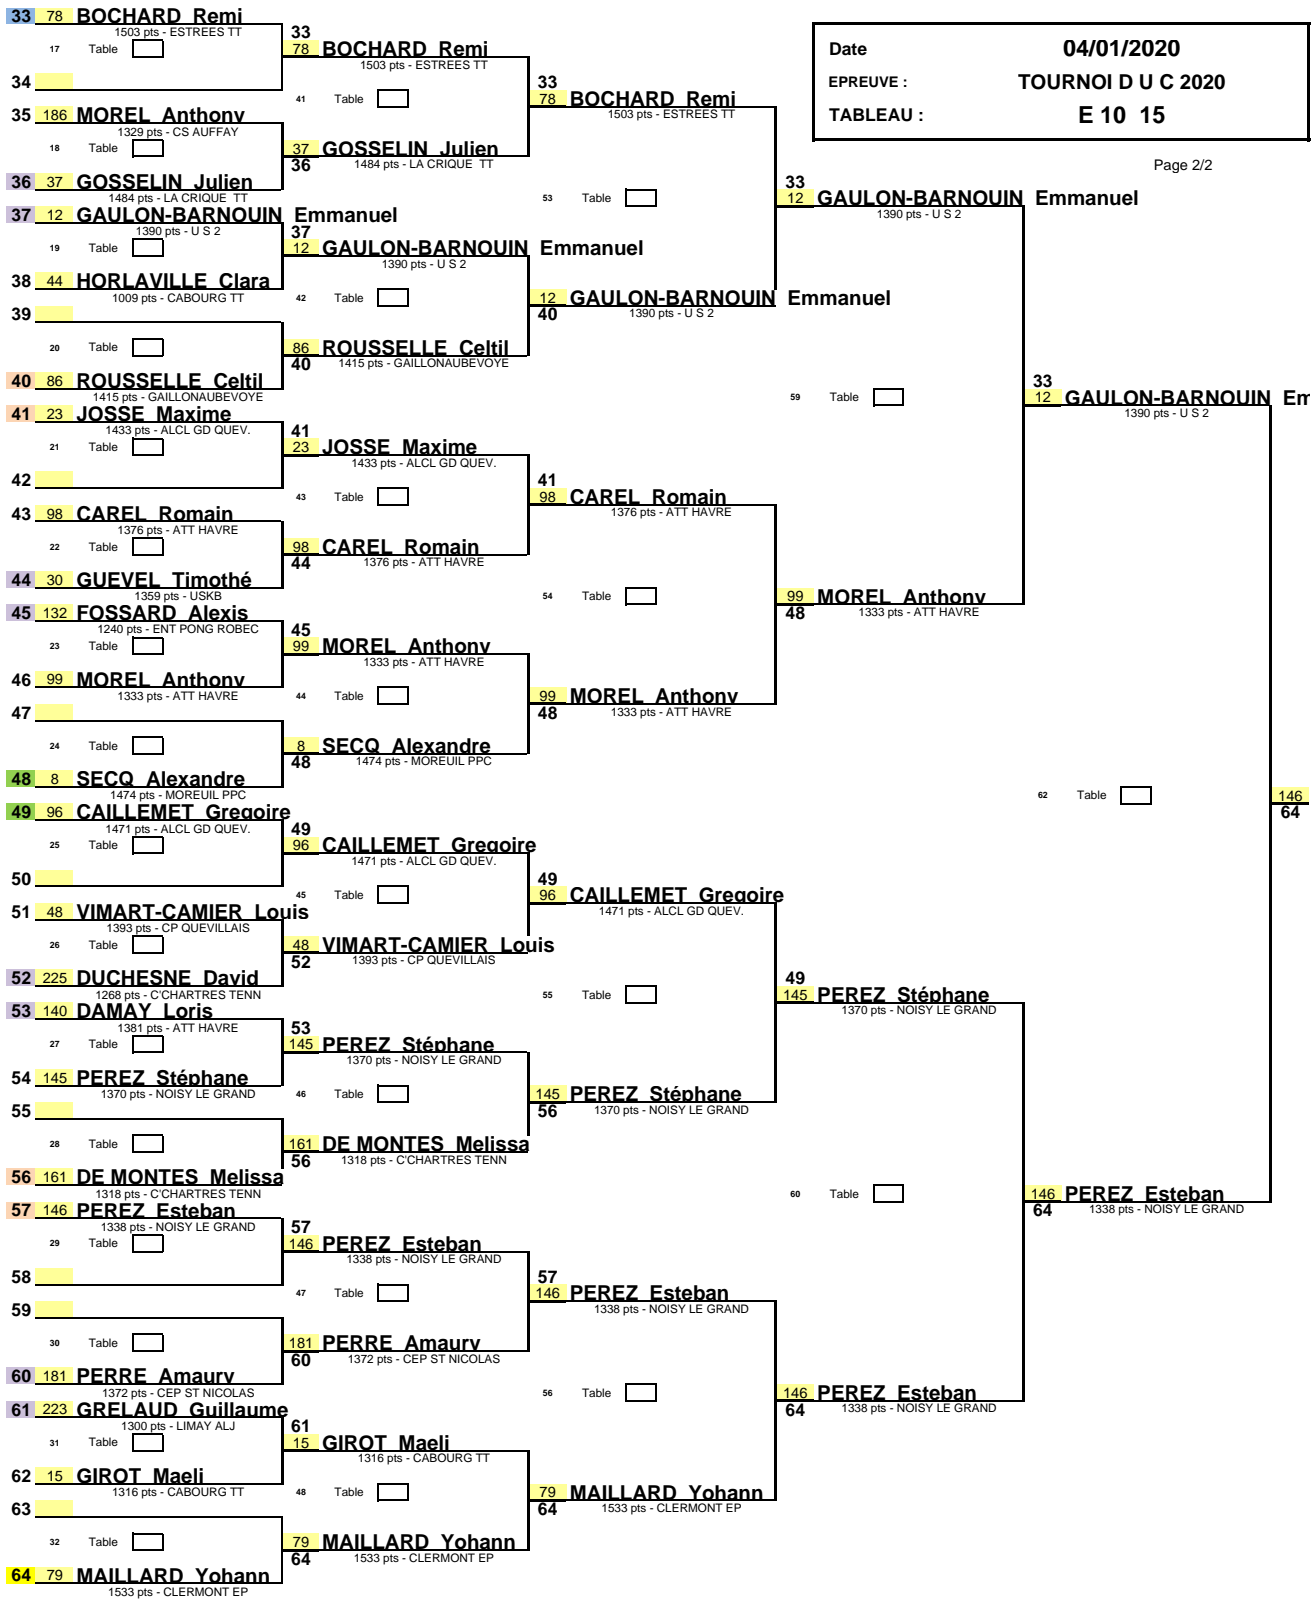 Date 04/01/2020
EPREUVE : TOURNOI D U C 2020
TABLEAU : E 10 15
Page 2/2
33 78 BOCHARD Remi
1503 pts - ESTREES TT
17 Table
34
35 186 MOREL Anthony
1329 pts - CS AUFFAY
18 Table
36 37 GOSSELIN Julien
1484 pts - LA CRIQUE TT
37 12 GAULON-BARNOUIN Emmanuel
1390 pts - U S 2
19 Table
38 44 HORLAVILLE Clara
1009 pts - CABOURG TT
39
20 Table
40 86 ROUSSELLE Celtil
1415 pts - GAILLONAUBEVOYE
41 23 JOSSE Maxime
1433 pts - ALCL GD QUEV.
21 Table
42
43 98 CAREL Romain
1376 pts - ATT HAVRE
22 Table
44 30 GUEVEL Timothé
1359 pts - USKB
45 132 FOSSARD Alexis
1240 pts - ENT PONG ROBEC
23 Table
46 99 MOREL Anthony
1333 pts - ATT HAVRE
47
24 Table
48 8 SECQ Alexandre
1474 pts - MOREUIL PPC
49 96 CAILLEMET Gregoire
1471 pts - ALCL GD QUEV.
25 Table
50
51 48 VIMART-CAMIER Louis
1393 pts - CP QUEVILLAIS
26 Table
52 225 DUCHESNE David
1268 pts - C'CHARTRES TENN
53 140 DAMAY Loris
1381 pts - ATT HAVRE
27 Table
54 145 PEREZ Stéphane
1370 pts - NOISY LE GRAND
55
28 Table
56 161 DE MONTES Melissa
1318 pts - C'CHARTRES TENN
57 146 PEREZ Esteban
1338 pts - NOISY LE GRAND
29 Table
58
59
30 Table
60 181 PERRE Amaury
1372 pts - CEP ST NICOLAS
61 223 GRELAUD Guillaume
1300 pts - LIMAY ALJ
31 Table
62 15 GIROT Maeli
1316 pts - CABOURG TT
63
32 Table
64 79 MAILLARD Yohann
1533 pts - CLERMONT EP
33
78 BOCHARD Remi
1503 pts - ESTREES TT
41 Table
37 GOSSELIN Julien
36 1484 pts - LA CRIQUE TT
37
12 GAULON-BARNOUIN Emmanuel
1390 pts - U S 2
42 Table
86 ROUSSELLE Celtil
40 1415 pts - GAILLONAUBEVOYE
41
23 JOSSE Maxime
1433 pts - ALCL GD QUEV.
43 Table
98 CAREL Romain
44 1376 pts - ATT HAVRE
45
99 MOREL Anthony
1333 pts - ATT HAVRE
44 Table
8 SECQ Alexandre
48 1474 pts - MOREUIL PPC
49
96 CAILLEMET Gregoire
1471 pts - ALCL GD QUEV.
45 Table
48 VIMART-CAMIER Louis
52 1393 pts - CP QUEVILLAIS
53
145 PEREZ Stéphane
1370 pts - NOISY LE GRAND
46 Table
161 DE MONTES Melissa
56 1318 pts - C'CHARTRES TENN
57
146 PEREZ Esteban
1338 pts - NOISY LE GRAND
47 Table
181 PERRE Amaury
60 1372 pts - CEP ST NICOLAS
61
15 GIROT Maeli
1316 pts - CABOURG TT
48 Table
79 MAILLARD Yohann
64 1533 pts - CLERMONT EP
33
78 BOCHARD Remi
1503 pts - ESTREES TT
53 Table
12 GAULON-BARNOUIN Emmanuel
40 1390 pts - U S 2
41
98 CAREL Romain
1376 pts - ATT HAVRE
54 Table
99 MOREL Anthony
48 1333 pts - ATT HAVRE
49
96 CAILLEMET Gregoire
1471 pts - ALCL GD QUEV.
55 Table
145 PEREZ Stéphane
56 1370 pts - NOISY LE GRAND
57
146 PEREZ Esteban
1338 pts - NOISY LE GRAND
56 Table
79 MAILLARD Yohann
64 1533 pts - CLERMONT EP
33
12 GAULON-BARNOUIN Emmanuel
1390 pts - U S 2
59 Table
99 MOREL Anthony
48 1333 pts - ATT HAVRE
49
145 PEREZ Stéphane
1370 pts - NOISY LE GRAND
60 Table
146 PEREZ Esteban
64 1338 pts - NOISY LE GRAND
33
12 GAULON-BARNOUIN Em
1390 pts - U S 2
62 Table
146 PEREZ Esteban
64 1338 pts - NOISY LE GRAND
146
64